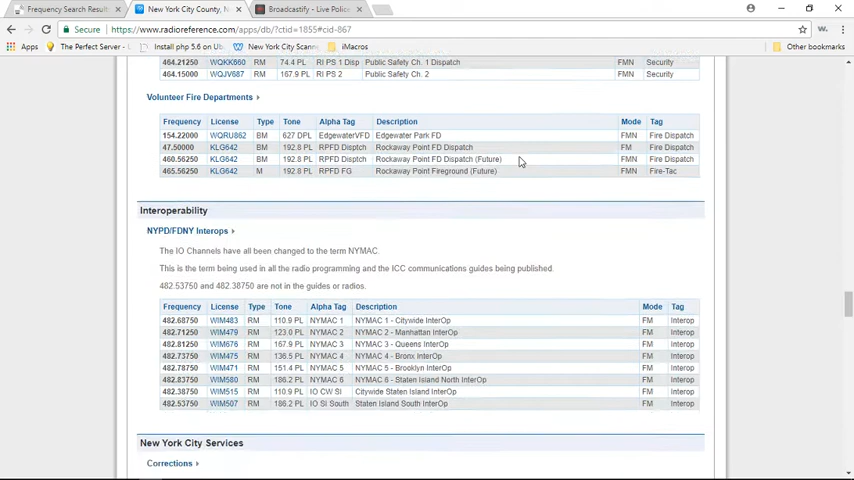 Frequency Search Result: ×
New York City County, N ×
Broadcastify - Live Police ×
Secure https://www.radioreference.com/apps/db/?ctid=1855#cid-867
Apps The Perfect Server - Install php 5.6 on Ub New York City Scann iMacros Other bookmarks
464.21250 WQKK660 RM 74.4 PL RI PS 1 Disp Public Safety Ch. 1 Dispatch FMN Security
464.15000 WQJV687 RM 167.9 PL RI PS 2 Public Safety Ch. 2 FMN Security
Volunteer Fire Departments
Frequency License Type Tone Alpha Tag Description Mode Tag
154.22000 WQRU862 BM 627 DPL EdgewaterVFD Edgewater Park FD FMN Fire Dispatch
47.50000 KLG642 BM 192.8 PL RPFD Disptch Rockaway Point FD Dispatch FM Fire Dispatch
460.56250 KLG642 BM 192.8 PL RPFD Disptch Rockaway Point FD Dispatch (Future) FMN Fire Dispatch
465.56250 KLG642 M 192.8 PL RPFD FG Rockaway Point Fireground (Future) FMN Fire-Tac
Interoperability
NYPD/FDNY Interops
The IO Channels have all been changed to the term NYMAC.
This is the term being used in all the radio programming and the ICC communications guides being published.
482.53750 and 482.38750 are not in the guides or radios.
Frequency License Type Tone Alpha Tag Description Mode Tag
482.68750 WIM483 RM 110.9 PL NYMAC 1 NYMAC 1 - Citywide InterOp FM Interop
482.71250 WIM479 RM 123.0 PL NYMAC 2 NYMAC 2 - Manhattan InterOp FM Interop
482.81250 WIM676 RM 167.9 PL NYMAC 3 NYMAC 3 - Queens InterOp FM Interop
482.73750 WIM475 RM 136.5 PL NYMAC 4 NYMAC 4 - Bronx InterOp FM Interop
482.78750 WIM471 RM 151.4 PL NYMAC 5 NYMAC 5 - Brooklyn InterOp FM Interop
482.83750 WIM580 RM 186.2 PL NYMAC 6 NYMAC 6 - Staten Island North InterOp FM Interop
482.38750 WIM515 RM 110.9 PL IO CW SI Citywide Staten Island InterOp FM Interop
482.53750 WIM507 RM 186.2 PL IO SI South Staten Island South InterOp FM Interop
New York City Services
Corrections